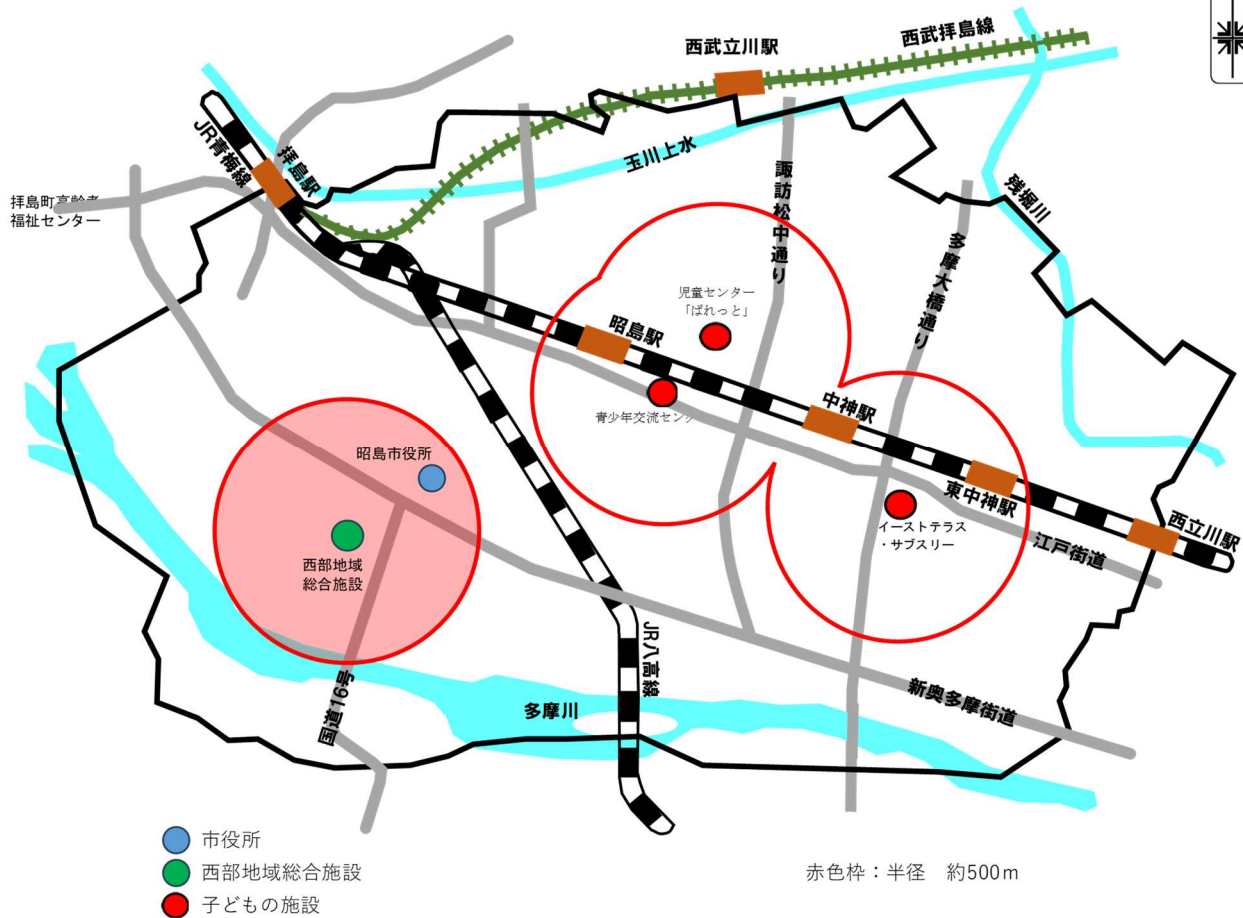 西武立川駅
西武拝島線
JR青梅線
拝島駅
玉川上水
残堀川
諏訪松中通り
多摩大橋通り
拝島町高齢者
福祉センター
児童センター
「ぱれっと」
昭島駅
青少年交流センタ
中神駅
東中神駅
イーストテラス
・サブスリー
西立川駅
江戸街道
昭島市役所
西部地域
総合施設
JR八高線
新奥多摩街道
国道16号
多摩川
市役所
西部地域総合施設
子どもの施設
赤色枠：半径　約500m